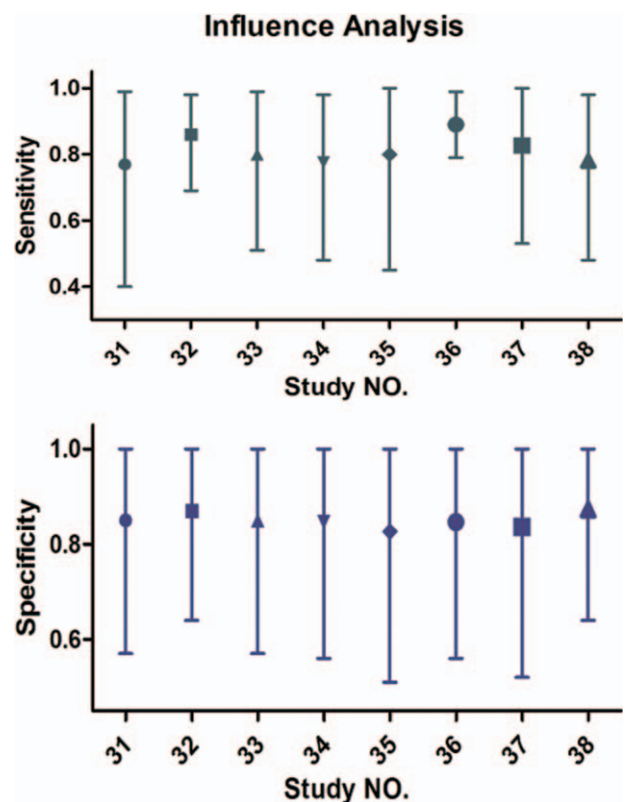 Influence Analysis
Sensitivity
1.0
0.8
0.6
0.4
31 32 33 34 35 36 37 38
Study NO.
Specificity
1.0
0.8
0.6
31 32 33 34 35 36 37 38
Study NO.